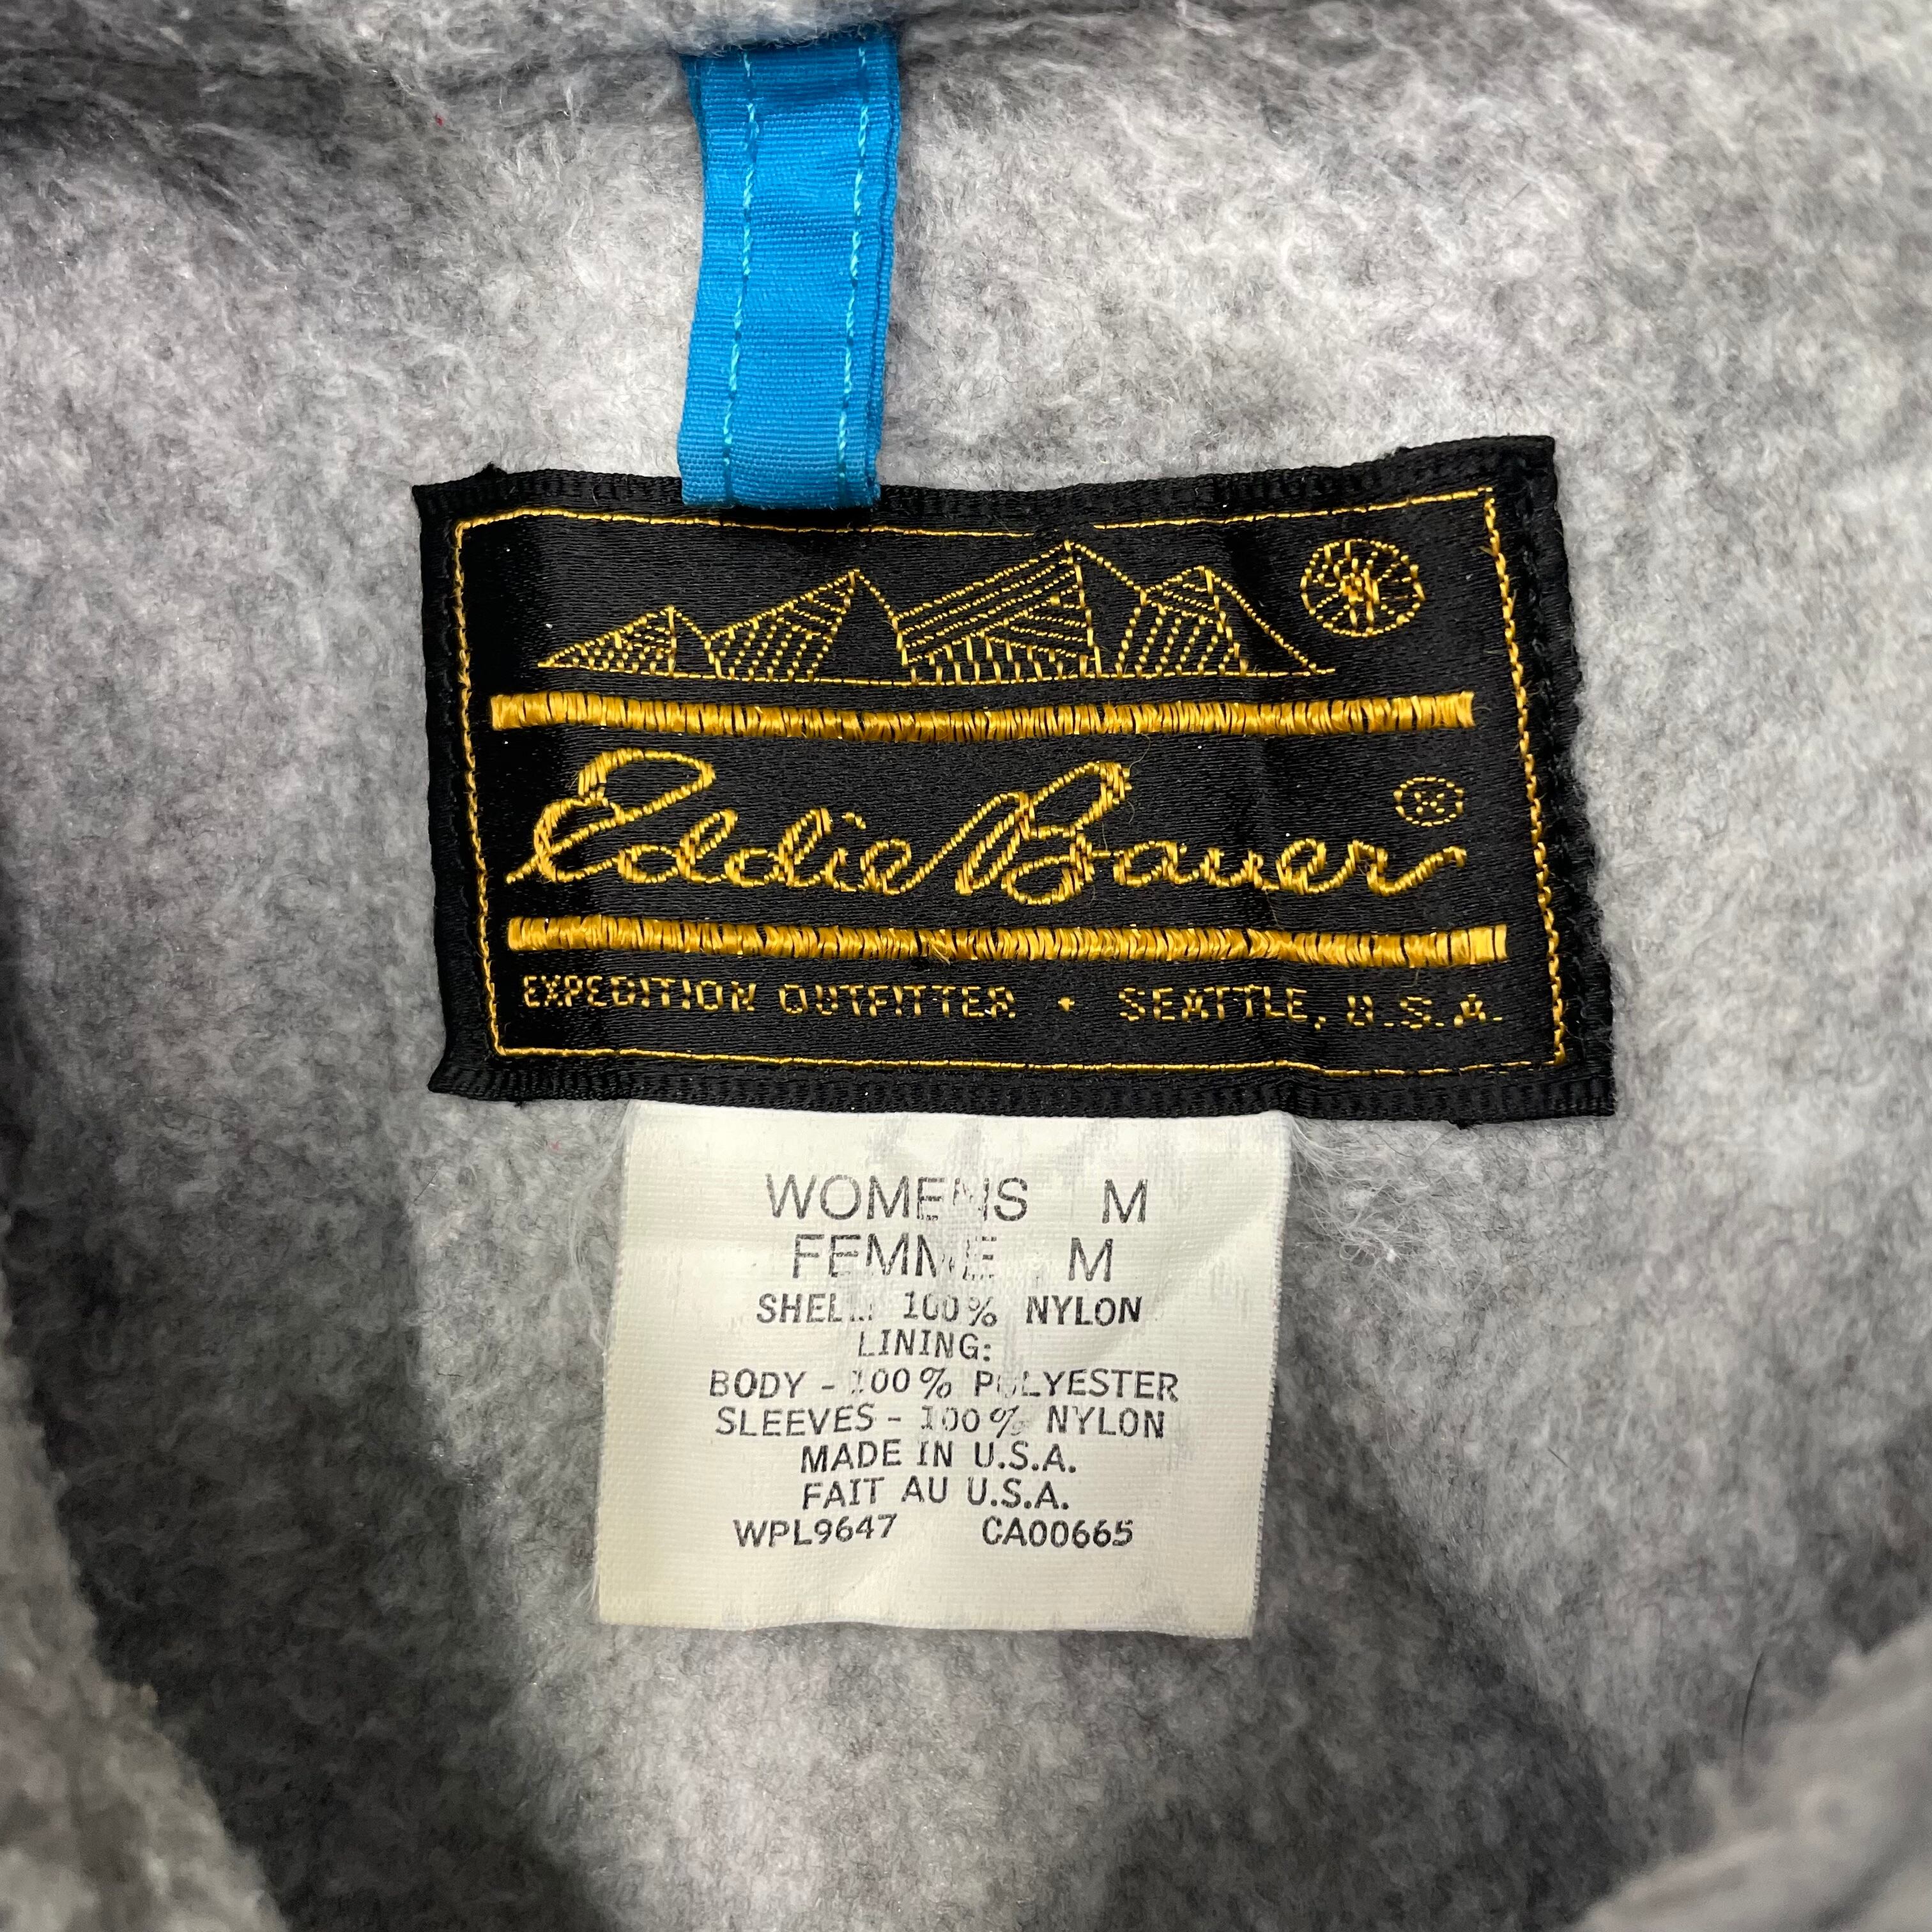 Eddie Bauer ®
EXPEDITION OUTFITTER • SEATTLE, U.S.A.
WOMENS M
FEMME M
SHELL: 100% NYLON
LINING:
BODY - 100% POLYESTER
SLEEVES - 100% NYLON
MADE IN U.S.A.
FAIT AU U.S.A.
WPL9647 CA00665